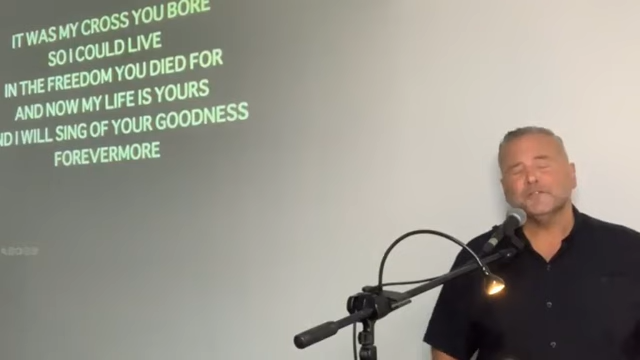 IT WAS MY CROSS YOU BORE
SO I COULD LIVE
IN THE FREEDOM YOU DIED FOR
AND NOW MY LIFE IS YOURS
I WILL SING OF YOUR GOODNESS
FOREVERMORE